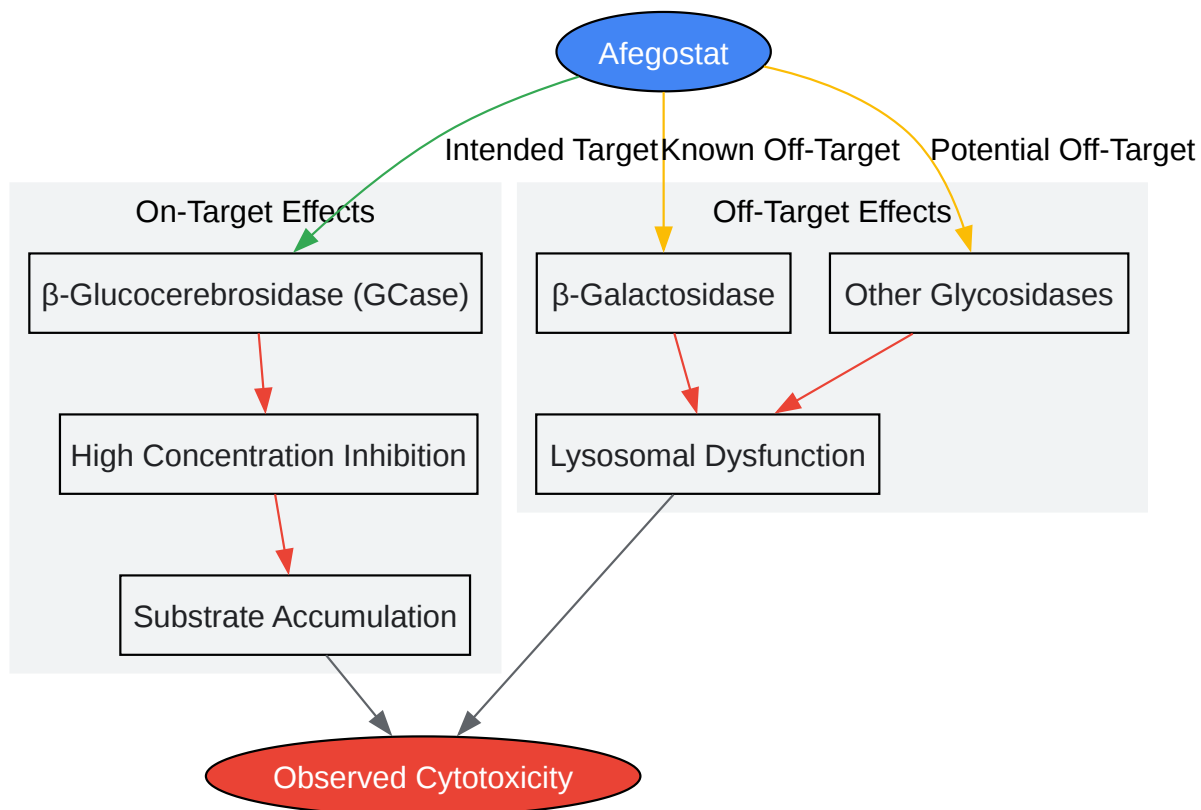 Afegostat
Intended Target
Known Off-Target
Potential Off-Target
On-Target Effects
Off-Target Effects
β-Glucocerebrosidase (GCase)
β-Galactosidase
Other Glycosidases
High Concentration Inhibition
Lysosomal Dysfunction
Substrate Accumulation
Observed Cytotoxicity